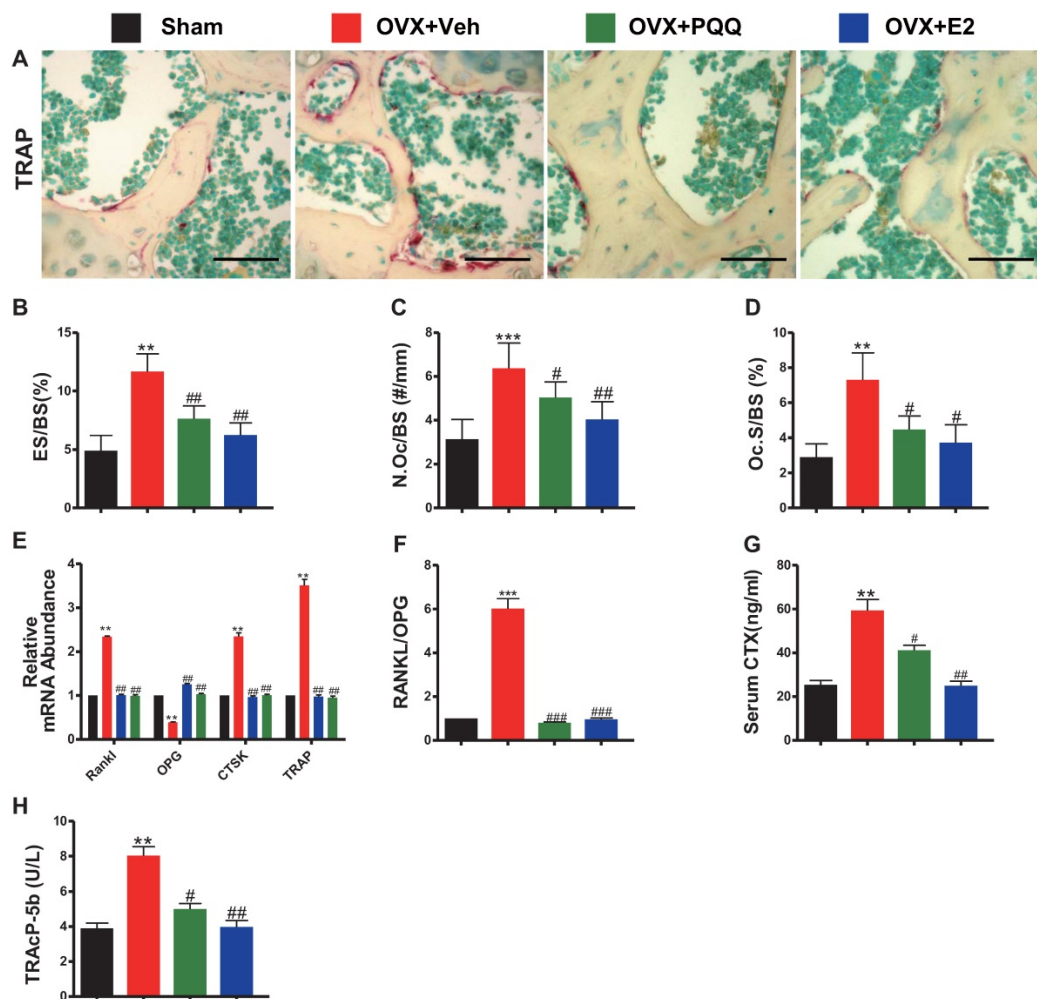 Sham OVX+Veh OVX+PQQ OVX+E2
A
TRAP
B
ES/BS(%)
15
10
5
0
**
##
##
C
N.Oc/BS (#/mm)
8
6
4
2
0
***
#
##
D
Oc.S/BS (%)
10
8
6
4
2
0
**
#
#
E
Relative
mRNA Abundance
4
3
2
1
0
**
## ##
**
##
##
**
## ##
**
## ##
Rankl
OPG
CTSK
TRAP
F
RANKL/OPG
8
6
4
2
0
***
###
###
G
Serum CTX(ng/ml)
80
60
40
20
0
**
#
##
H
TRAcP-5b (U/L)
10
8
6
4
2
0
**
#
##